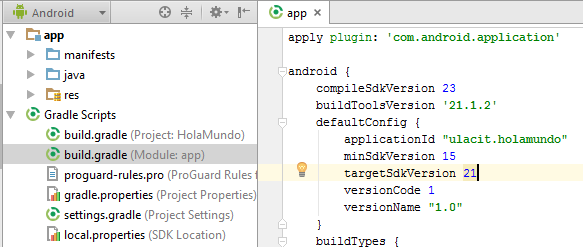 Android
app
manifests
java
res
Gradle Scripts
build.gradle (Project: HolaMundo)
build.gradle (Module: app)
proguard-rules.pro (ProGuard Rules f
gradle.properties (Project Properties)
settings.gradle (Project Settings)
local.properties (SDK Location)
app
apply plugin: 'com.android.application'
android {
compileSdkVersion 23
buildToolsVersion '21.1.2'
defaultConfig {
applicationId "ulacit.holamundo"
minSdkVersion 15
targetSdkVersion 21
versionCode 1
versionName "1.0"
}
buildTypes {